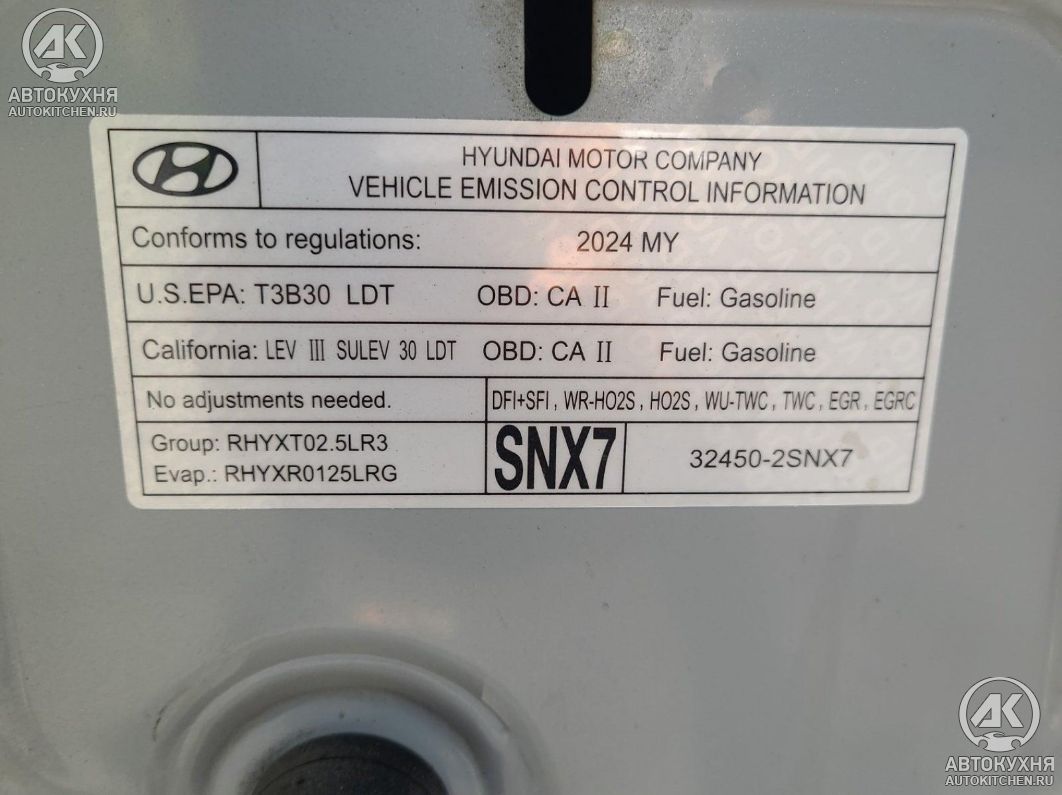 АВТОКУХНЯ
AUTOKITCHEN.RU
HYUNDAI MOTOR COMPANY
VEHICLE EMISSION CONTROL INFORMATION
Conforms to regulations: 2024 MY
U.S.EPA: T3B30 LDT OBD: CA II Fuel: Gasoline
California: LEV III SULEV 30 LDT OBD: CA II Fuel: Gasoline
No adjustments needed. DFI+SFI, WR-HO2S, HO2S, WU-TWC, TWC, EGR, EGRC
Group: RHYXT02.5LR3
Evap.: RHYXR0125LRG
SNX7 32450-2SNX7
АВТОКУХНЯ
AUTOKITCHEN.RU